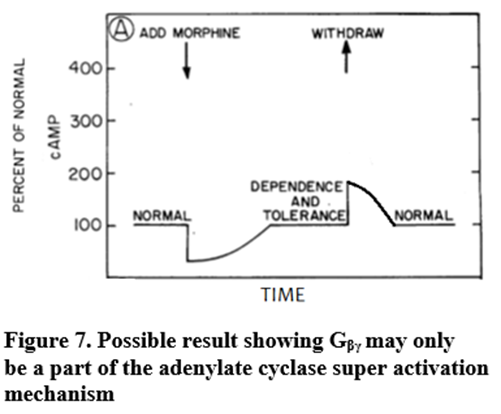 Ⓐ ADD MORPHINE WITHDRAW
PERCENT OF NORMAL
cAMP
400
300
200
100
NORMAL
DEPENDENCE
AND
TOLERANCE
NORMAL
TIME
Figure 7. Possible result showing Gᵦᵧ may only
be a part of the adenylate cyclase super activation
mechanism